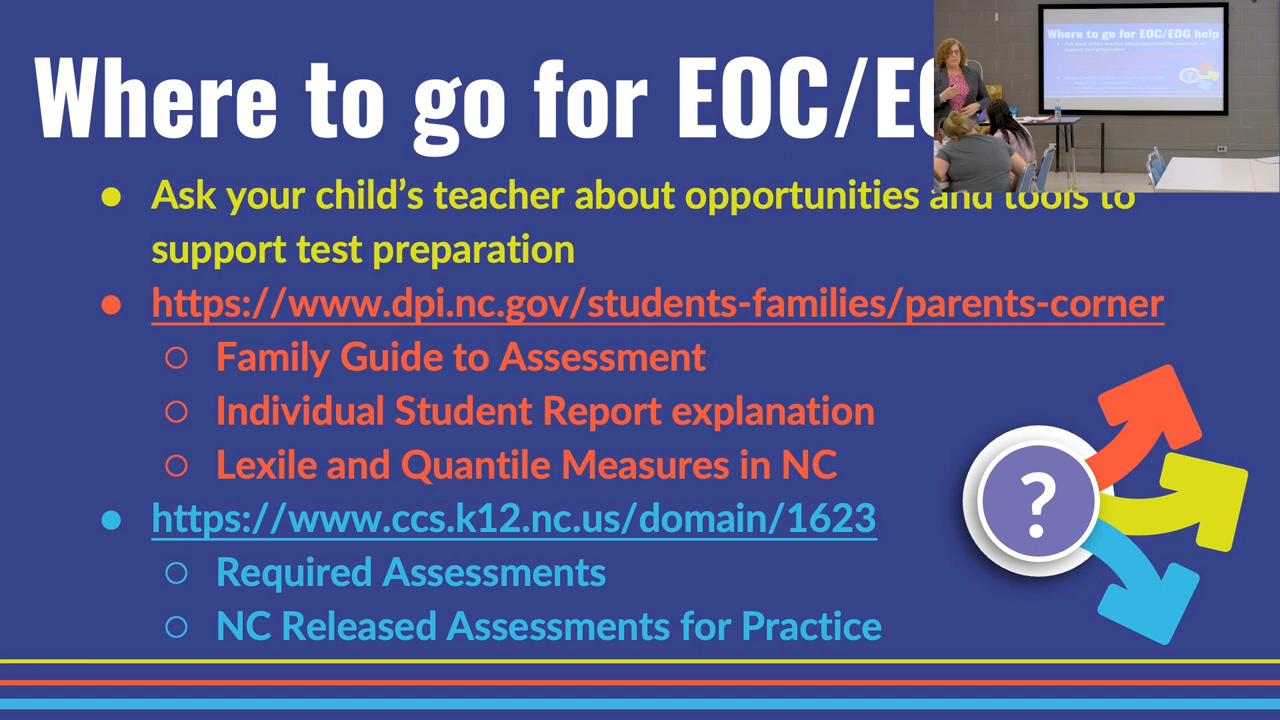 Where to go for EOC/EO
Where to go for EOC/EOG help
● Ask your child's teacher about opportunities and tools to
support test preparation
● https://www.dpi.nc.gov/students-families/parents-corner
○ Family Guide to Assessment
○ Individual Student Report explanation
○ Lexile and Quantile Measures in NC
● https://www.ccs.k12.nc.us/domain/1623
○ Required Assessments
○ NC Released Assessments for Practice
?